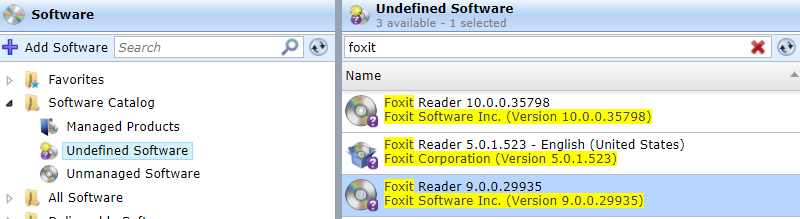 Software
Add Software Search
Favorites
Software Catalog
Managed Products
Undefined Software
Unmanaged Software
All Software
Undefined Software
3 available - 1 selected
foxit
Name
Foxit Reader 10.0.0.35798
Foxit Software Inc. (Version 10.0.0.35798)
Foxit Reader 5.0.1.523 - English (United States)
Foxit Corporation (Version 5.0.1.523)
Foxit Reader 9.0.0.29935
Foxit Software Inc. (Version 9.0.0.29935)